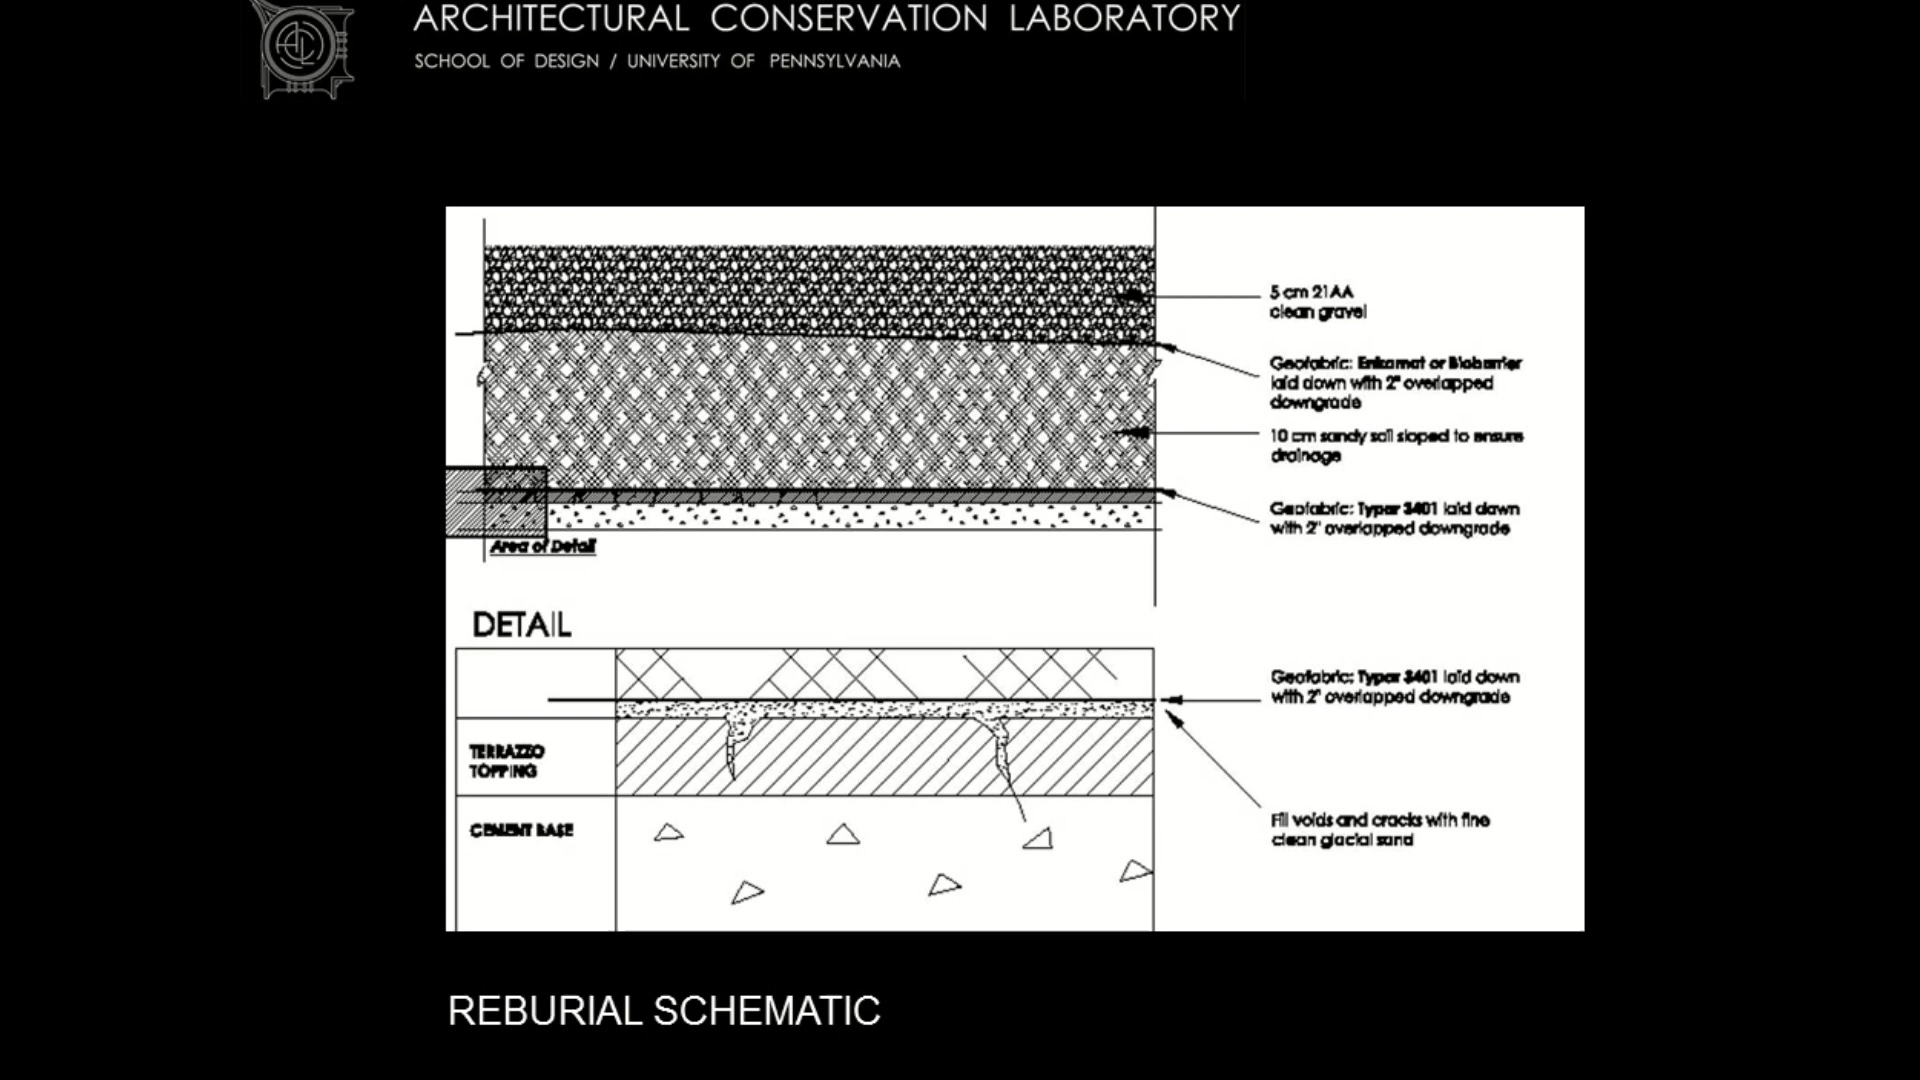 ARCHITECTURAL CONSERVATION LABORATORY
SCHOOL OF DESIGN / UNIVERSITY OF PENNSYLVANIA
5 cm 21AA
clean gravel
Geofabric: Enkamat or Biobarrier
laid down with 2" overlapped
downgrade
10 cm sandy soil sloped to ensure
drainage
Geofabric: Typar 3401 laid down
with 2" overlapped downgrade
Area of Detail
DETAIL
Geofabric: Typar 3401 laid down
with 2" overlapped downgrade
TERRAZZO
TOPPING
CEMENT BASE
Fill voids and cracks with fine
clean glacial sand
REBURIAL SCHEMATIC